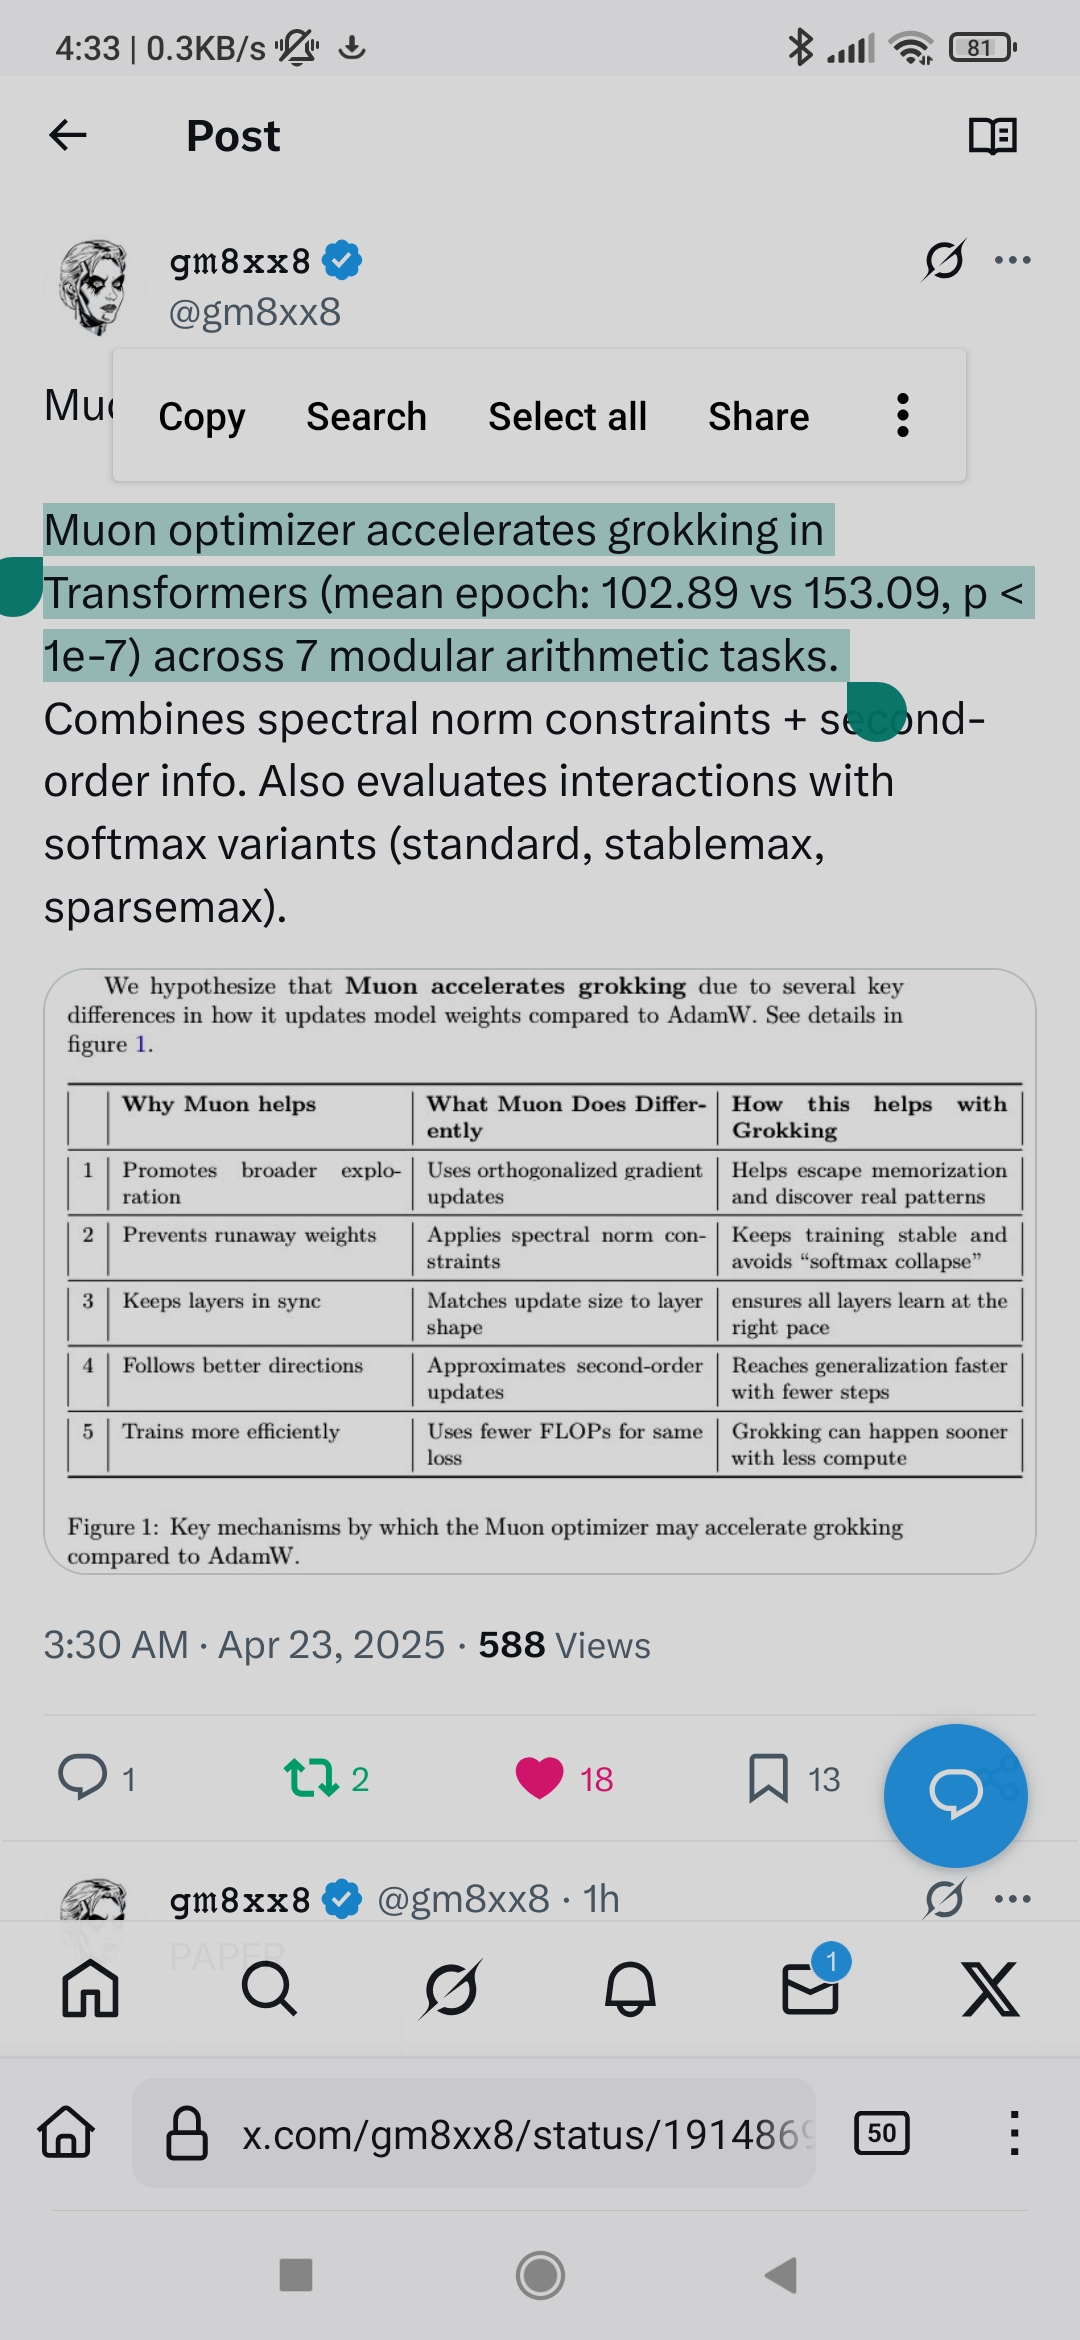 4:33 | 0.3KB/s
81
Post
gm8xx8
@gm8xx8
Copy Search Select all Share
Muon optimizer accelerates grokking in
Transformers (mean epoch: 102.89 vs 153.09, p <
1e-7) across 7 modular arithmetic tasks.
Combines spectral norm constraints + second-
order info. Also evaluates interactions with
softmax variants (standard, stablemax,
sparsemax).
We hypothesize that Muon accelerates grokking due to several key
differences in how it updates model weights compared to AdamW. See details in
figure 1.
Why Muon helps
What Muon Does Differ-
ently
How this helps with
Grokking
1
Promotes broader explo-
ration
Uses orthogonalized gradient
updates
Helps escape memorization
and discover real patterns
2
Prevents runaway weights
Applies spectral norm con-
straints
Keeps training stable and
avoids “softmax collapse”
3
Keeps layers in sync
Matches update size to layer
shape
ensures all layers learn at the
right pace
4
Follows better directions
Approximates second-order
updates
Reaches generalization faster
with fewer steps
5
Trains more efficiently
Uses fewer FLOPs for same
loss
Grokking can happen sooner
with less compute
Figure 1: Key mechanisms by which the Muon optimizer may accelerate grokking
compared to AdamW.
3:30 AM · Apr 23, 2025 · 588 Views
1 2 18 13
gm8xx8 @gm8xx8 · 1h
PAPER
1
x.com/gm8xx8/status/191486
50